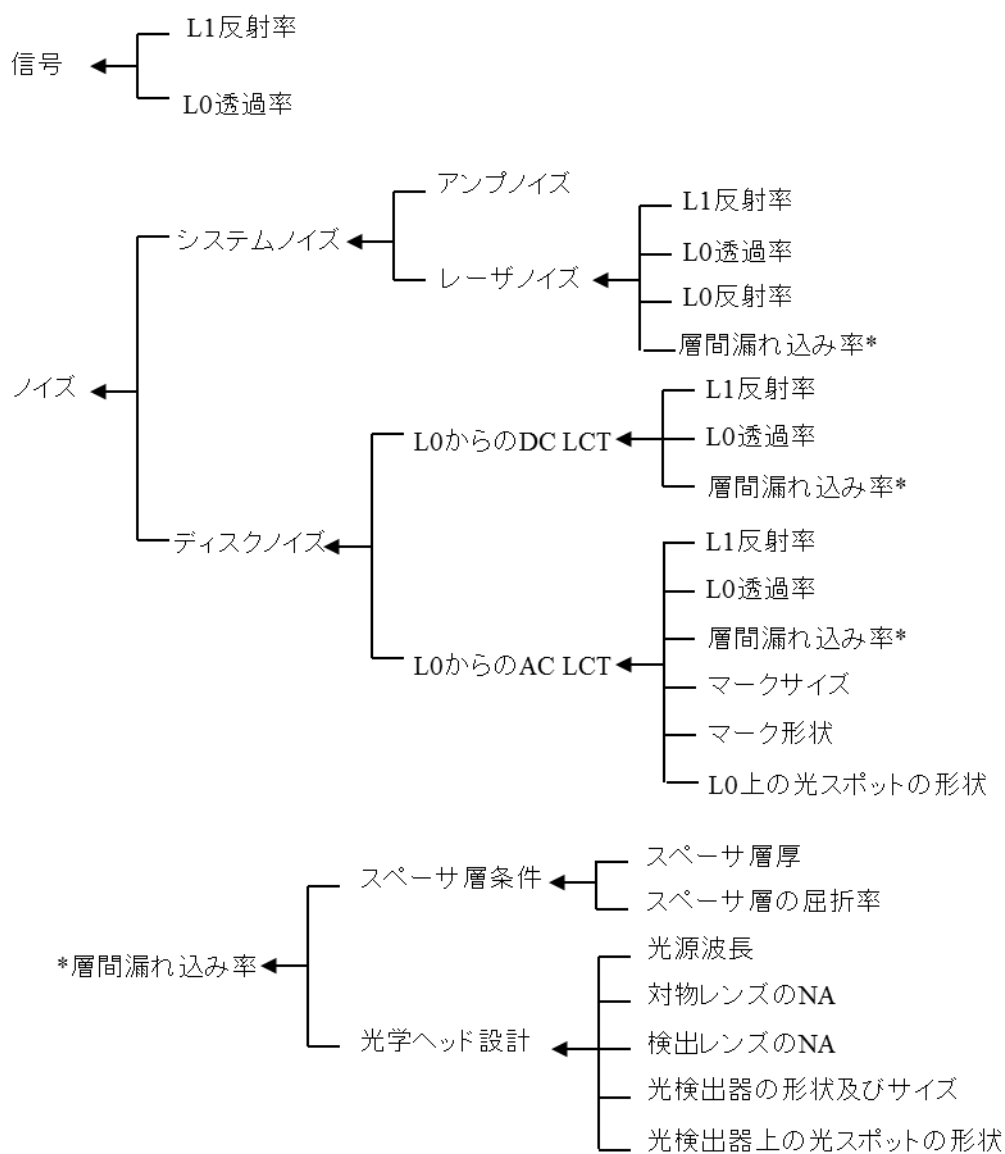 L1反射率
信号
L0透過率
アンプノイズ
L1反射率
システムノイズ
L0透過率
レーザノイズ
L0反射率
層間漏れ込み率*
ノイズ
L1反射率
L0からのDC LCT
L0透過率
層間漏れ込み率*
ディスクノイズ
L1反射率
L0透過率
層間漏れ込み率*
L0からのAC LCT
マークサイズ
マーク形状
L0上の光スポットの形状
スペーサ層厚
スペーサ層条件
スペーサ層の屈折率
*層間漏れ込み率
光源波長
対物レンズのNA
光学ヘッド設計
検出レンズのNA
光検出器の形状及びサイズ
光検出器上の光スポットの形状